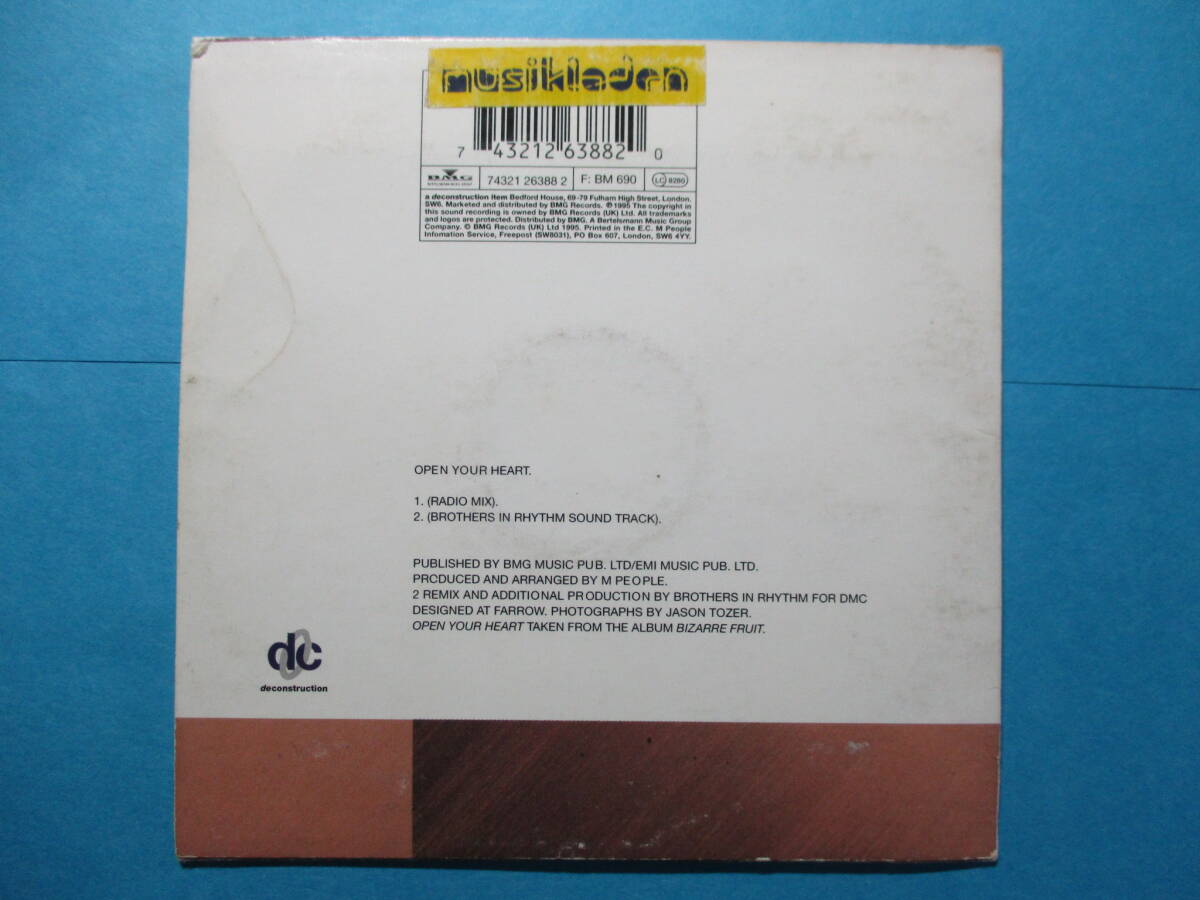 musikladen
7 43212 63882 0
BMG
74321 26388 2
F: BM 690
LC 9280
a deconstruction item Bedford House, 69-79 Fulham High Street, London.
SW6. Marketed and distributed by BMG Records. ℗ 1995 The copyright in
this sound recording is owned by BMG Records (UK) Ltd. All trademarks
and logos are protected. Distributed by BMG. A Bertelsmann Music Group
Company. © BMG Records (UK) Ltd 1995. Printed in the E.C. M People
Infomation Service, Freepost (SW8031), PO Box 607, London, SW6 4YY.
OPEN YOUR HEART.
1. (RADIO MIX).
2. (BROTHERS IN RHYTHM SOUND TRACK).
PUBLISHED BY BMG MUSIC PUB. LTD/EMI MUSIC PUB. LTD.
PRODUCED AND ARRANGED BY M PEOPLE.
2 REMIX AND ADDITIONAL PRODUCTION BY BROTHERS IN RHYTHM FOR DMC
DESIGNED AT FARROW. PHOTOGRAPHS BY JASON TOZER.
OPEN YOUR HEART TAKEN FROM THE ALBUM BIZARRE FRUIT.
dc
deconstruction